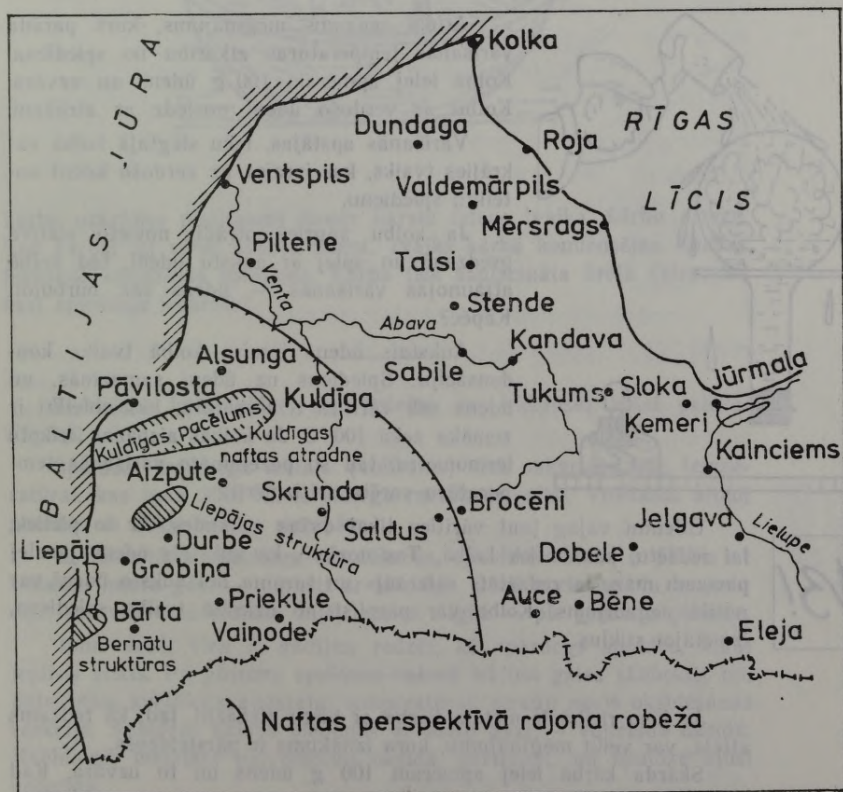 Kolka
BALTIJAS JŪRA
RĪGAS
LĪCIS
Dundaga
Roja
Ventspils
Valdemārpils
Mērsrags
Piltene
Talsi
Venta
Stende
Abava
Kandava
Alsunga
Sabile
Jūrmala
Pāvilosta
Kuldīga
Tukums
Sloka
Ķemeri
Kuldīgas pacēlums
Kuldīgas
naftas atradne
Kalnciems
Aizpute
Skrunda
Brocēni
Liepājas struktūra
Saldus
Jelgava
Lielupe
Liepāja
Durbe
Dobele
Grobiņa
Priekule
Auce
Bēne
Bārta
Vaiņode
Eleja
Bernātu
struktūras
Naftas perspektīvā rajona robeža